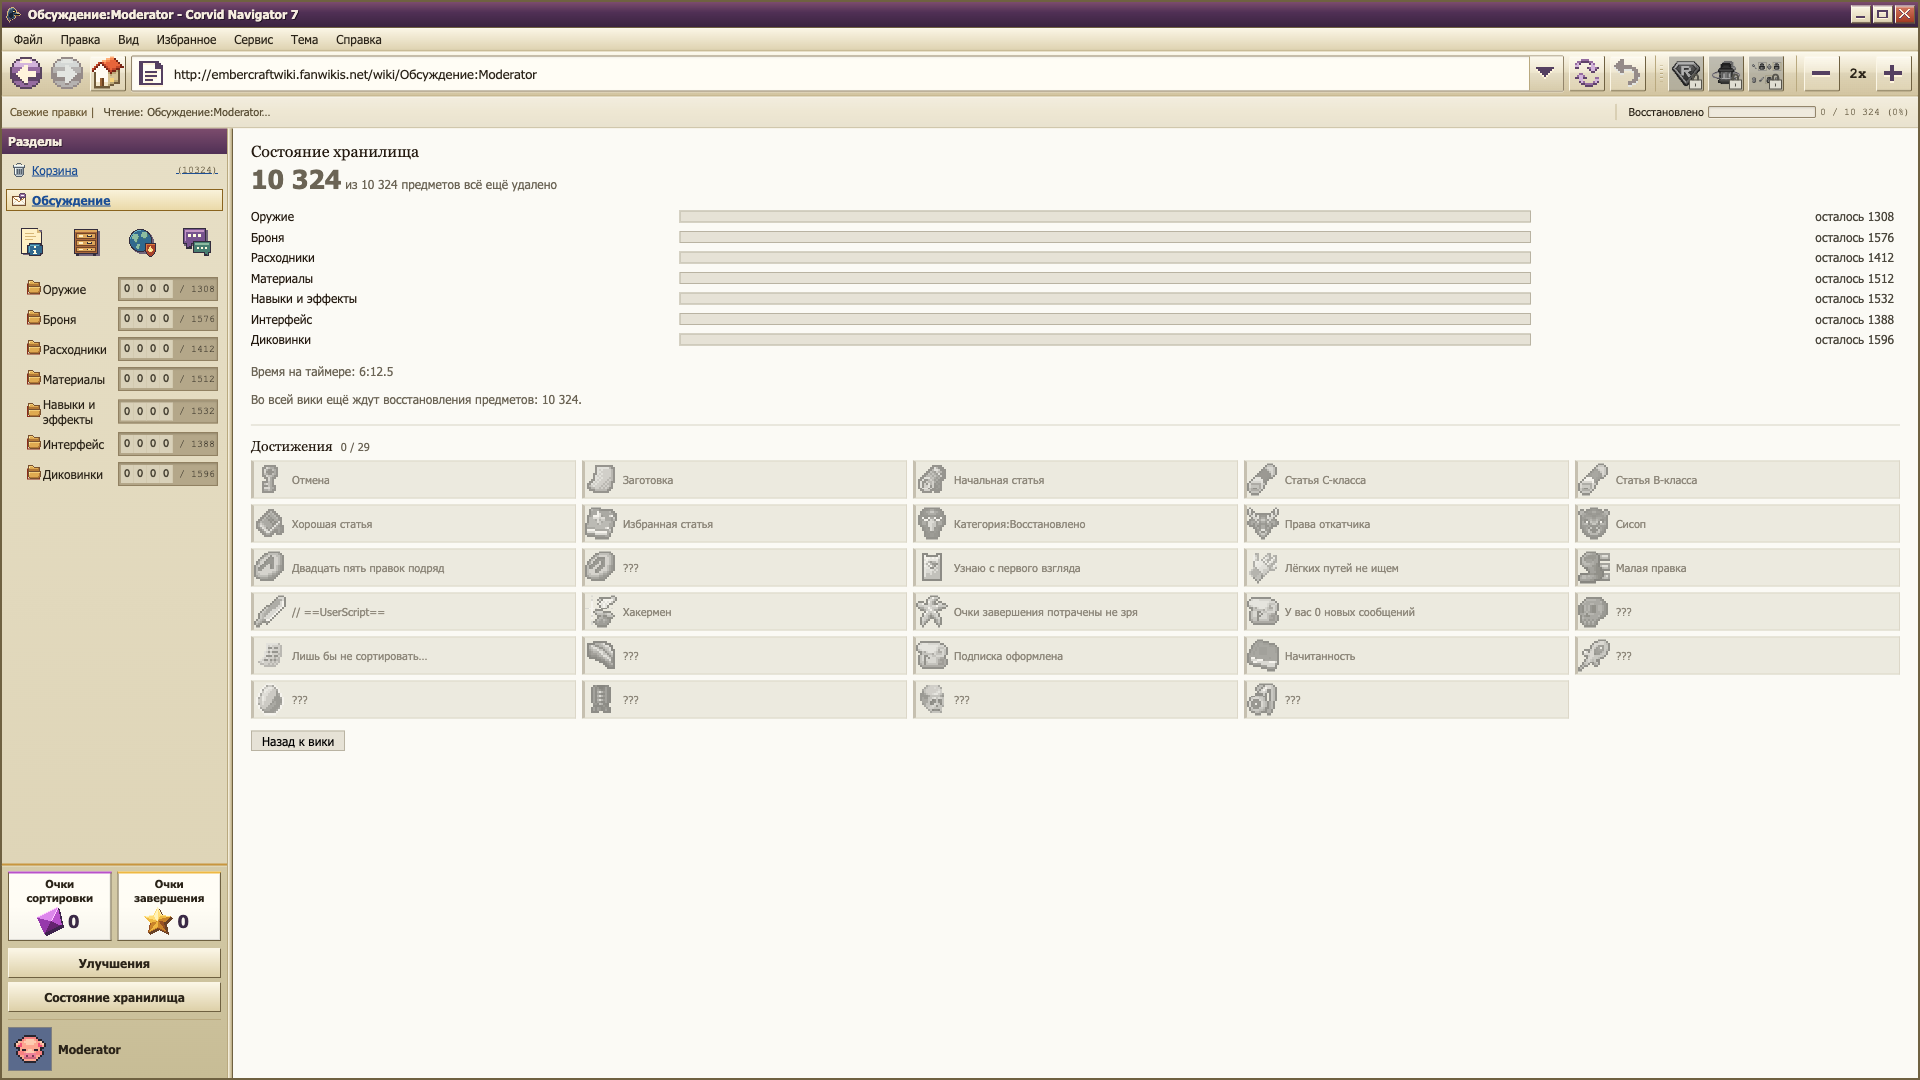 Обсуждение:Moderator - Corvid Navigator 7
Файл Правка Вид Избранное Сервис Тема Справка
http://embercraftwiki.fanwikis.net/wiki/Обсуждение:Moderator
2x
Свежие правки | Чтение: Обсуждение:Moderator...
Восстановлено 0 / 10 324 (0%)
Разделы
Корзина (10324)
Обсуждение
Оружие 0 0 0 0 / 1308
Броня 0 0 0 0 / 1576
Расходники 0 0 0 0 / 1412
Материалы 0 0 0 0 / 1512
Навыки и эффекты 0 0 0 0 / 1532
Интерфейс 0 0 0 0 / 1388
Диковинки 0 0 0 0 / 1596
Очки сортировки 0
Очки завершения 0
Улучшения
Состояние хранилища
Moderator
Состояние хранилища
10 324 из 10 324 предметов всё ещё удалено
Оружие осталось 1308
Броня осталось 1576
Расходники осталось 1412
Материалы осталось 1512
Навыки и эффекты осталось 1532
Интерфейс осталось 1388
Диковинки осталось 1596
Время на таймере: 6:12.5
Во всей вики ещё ждут восстановления предметов: 10 324.
Достижения 0 / 29
Отмена Заготовка Начальная статья Статья C-класса Статья B-класса
Хорошая статья Избранная статья Категория:Восстановлено Права откатчика Сисоп
Двадцать пять правок подряд ??? Узнаю с первого взгляда Лёгких путей не ищем Малая правка
// ==UserScript== Хакермен Очки завершения потрачены не зря У вас 0 новых сообщений ???
Лишь бы не сортировать... ??? Подписка оформлена Начитанность ???
??? ??? ??? ???
Назад к вики